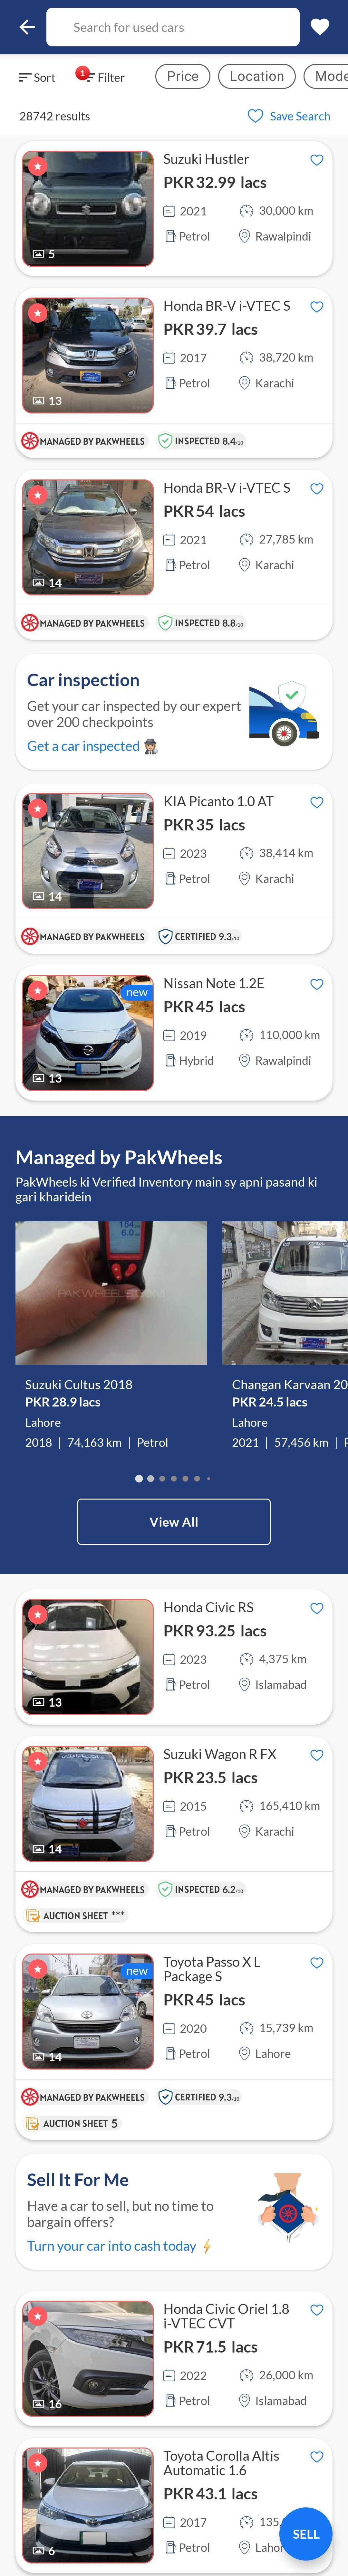 Search for used cars
Sort
1
Filter
Price
Location
28742 results
Save Search
Suzuki Hustler
PKR 32.99 lacs
2021
30,000 km
Petrol
Rawalpindi
5
Honda BR-V i-VTEC S
PKR 39.7 lacs
2017
38,720 km
Petrol
Karachi
13
MANAGED BY PAKWHEELS
INSPECTED 8.4/10
Honda BR-V i-VTEC S
PKR 54 lacs
2021
27,785 km
Petrol
Karachi
14
MANAGED BY PAKWHEELS
INSPECTED 8.8/10
Car inspection
Get your car inspected by our expert
over 200 checkpoints
Get a car inspected
KIA Picanto 1.0 AT
PKR 35 lacs
2023
38,414 km
Petrol
Karachi
14
MANAGED BY PAKWHEELS
CERTIFIED 9.3/10
Nissan Note 1.2E
new
PKR 45 lacs
2019
110,000 km
Hybrid
Rawalpindi
13
Managed by PakWheels
PakWheels ki Verified Inventory main sy apni pasand ki
gari kharidein
154
6.0
PAKWHEELS.COM
Suzuki Cultus 2018
PKR 28.9 lacs
Lahore
2018 | 74,163 km | Petrol
Changan Karvaan 20
PKR 24.5 lacs
Lahore
2021 | 57,456 km |
View All
Honda Civic RS
PKR 93.25 lacs
2023
4,375 km
Petrol
Islamabad
13
Suzuki Wagon R FX
PKR 23.5 lacs
2015
165,410 km
Petrol
Karachi
14
MANAGED BY PAKWHEELS
INSPECTED 6.2/10
AUCTION SHEET ***
Toyota Passo X L
Package S
new
PKR 45 lacs
2020
15,739 km
Petrol
Lahore
14
MANAGED BY PAKWHEELS
CERTIFIED 9.3/10
AUCTION SHEET 5
Sell It For Me
Have a car to sell, but no time to
bargain offers?
Turn your car into cash today
Honda Civic Oriel 1.8
i-VTEC CVT
PKR 71.5 lacs
2022
26,000 km
Petrol
Islamabad
16
Toyota Corolla Altis
Automatic 1.6
PKR 43.1 lacs
2017
135
Petrol
Lahor
6
SELL